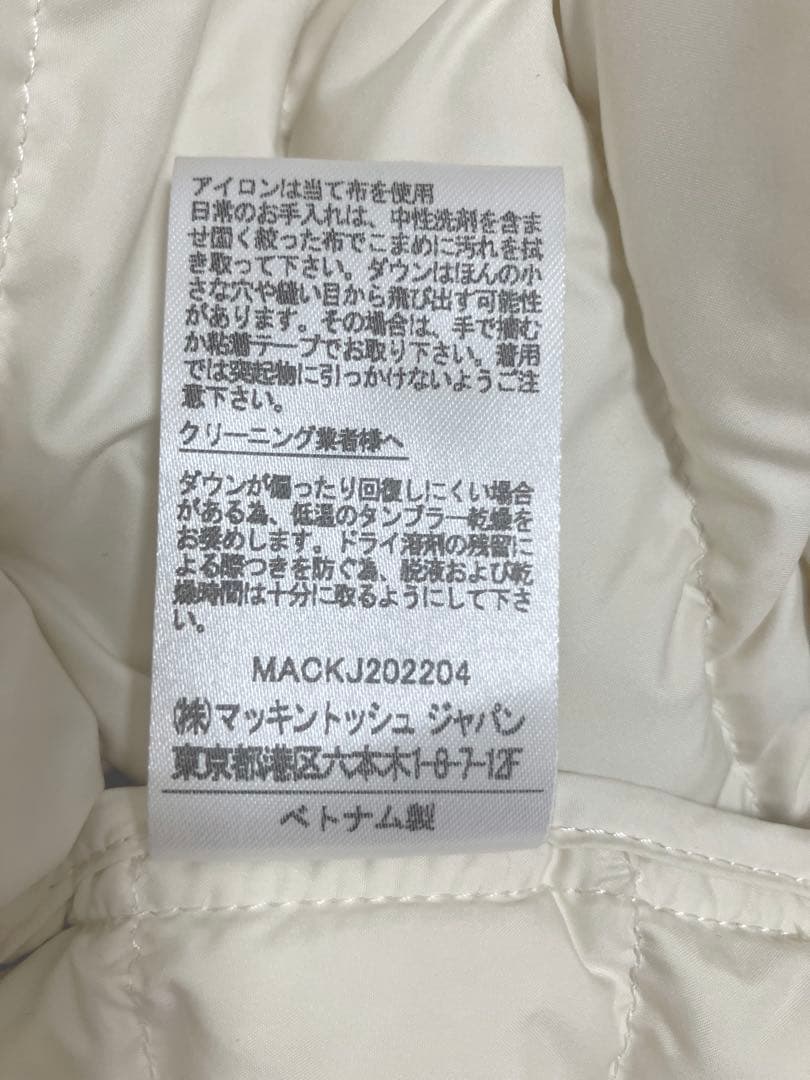 アイロンは当て布を使用
日常のお手入れは、中性洗剤を含ま
せ固く絞った布でこまめに汚れを拭
き取って下さい。ダウンはほんの小
さな穴や縫い目から飛び出す可能性
があります。その場合は、手で摘む
か粘着テープでお取り下さい。着用
では突起物に引っかけないようご注
意下さい。
クリーニング業者様へ
ダウンが偏ったり回復しにくい場合
がある為、低温のタンブラー乾燥を
お奨めします。ドライ溶剤の残留に
よる際つきを防ぐ為、脱液および乾
燥時間は十分に取るようにして下さ
い。
MACKJ202204
(株)マッキントッシュ ジャパン
東京都港区六本木1-8-7-12F
ベトナム製